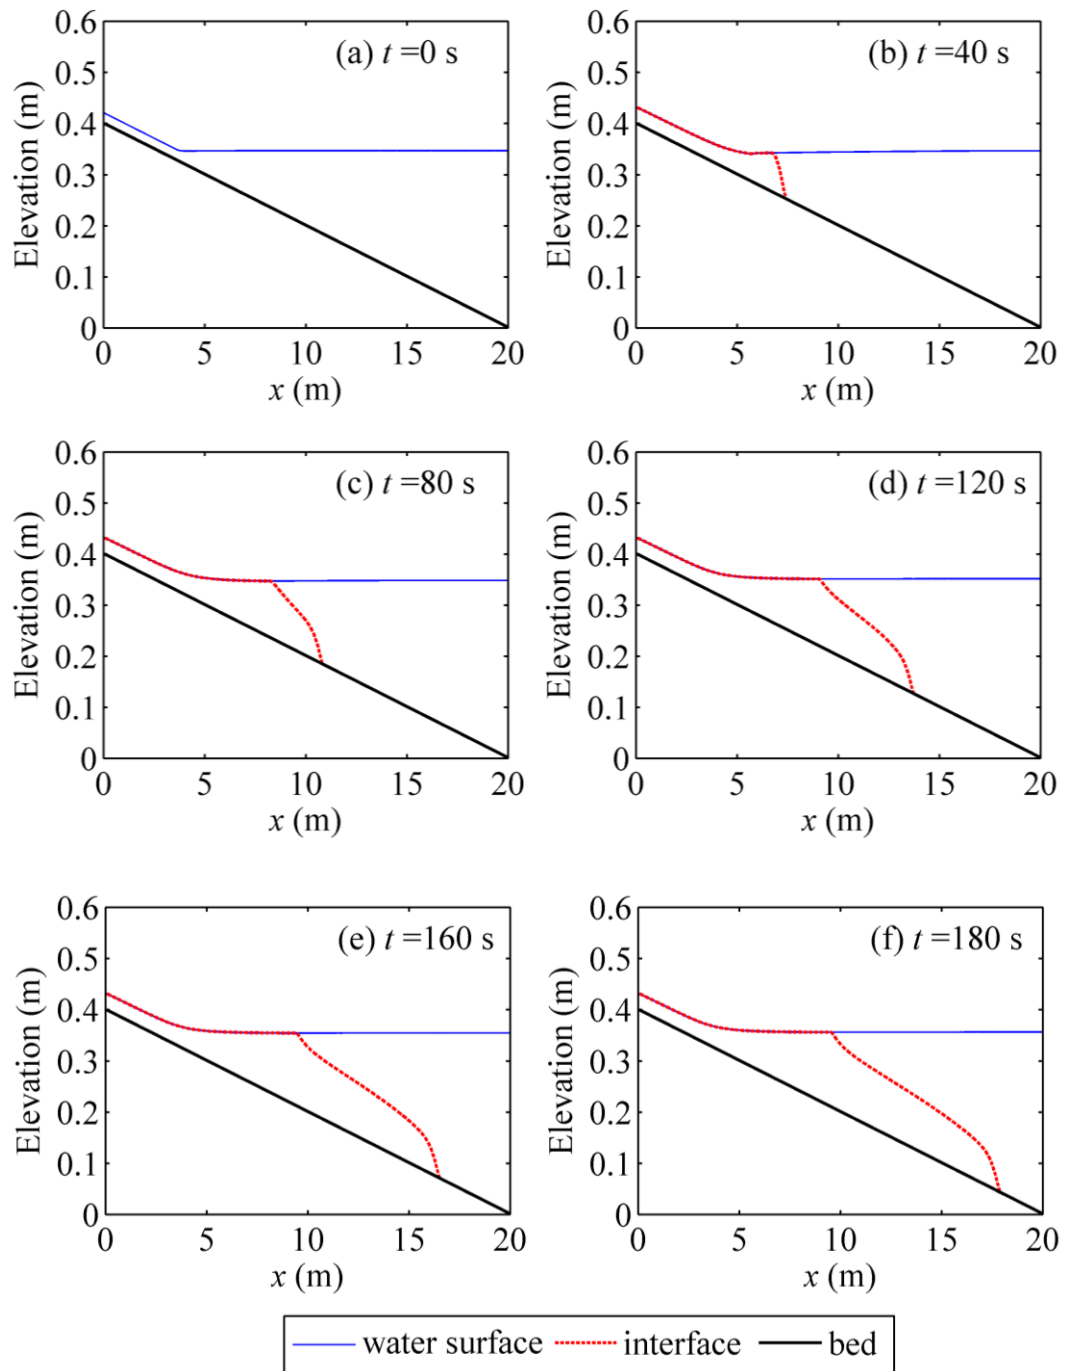 (a) t =0 s
(b) t =40 s
0.6
0.5
0.4
0.3
0.2
0.1
0
Elevation (m)
0 5 10 15 20
x (m)
0.6
0.5
0.4
0.3
0.2
0.1
0
Elevation (m)
0 5 10 15 20
x (m)
(c) t =80 s
(d) t =120 s
0.6
0.5
0.4
0.3
0.2
0.1
0
Elevation (m)
0 5 10 15 20
x (m)
0.6
0.5
0.4
0.3
0.2
0.1
0
Elevation (m)
0 5 10 15 20
x (m)
(e) t =160 s
(f) t =180 s
0.6
0.5
0.4
0.3
0.2
0.1
0
Elevation (m)
0 5 10 15 20
x (m)
0.6
0.5
0.4
0.3
0.2
0.1
0
Elevation (m)
0 5 10 15 20
x (m)
water surface interface bed